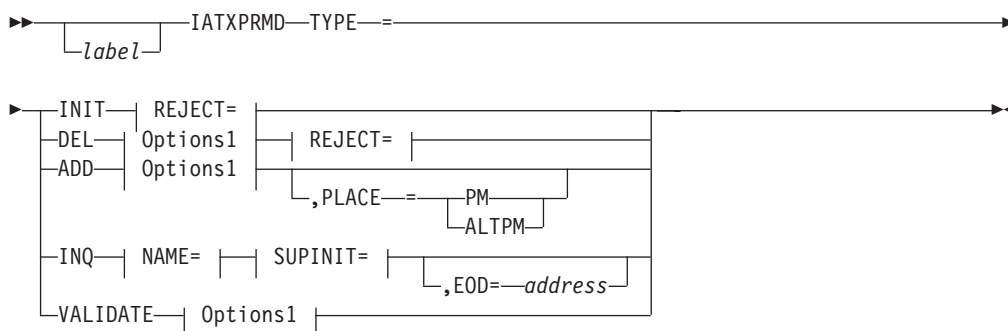 IATXPRMD TYPE =
label
INIT REJECT=
DEL Options1 REJECT=
ADD Options1
,PLACE = PM
ALTPM
INQ NAME= SUPINIT=
,EOD= address
VALIDATE Options1